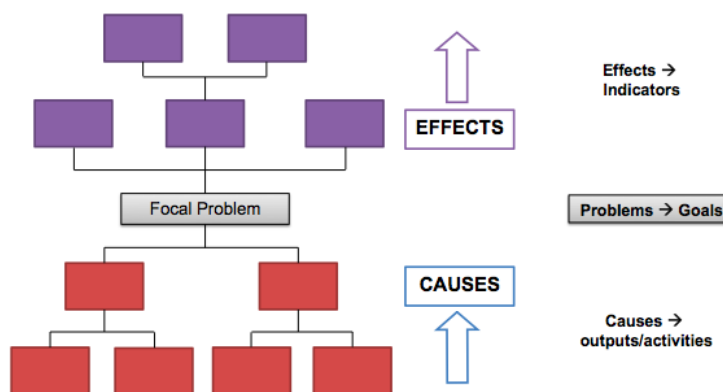 Effects →
Indicators
EFFECTS
Focal Problem
Problems → Goals
CAUSES
Causes →
outputs/activities